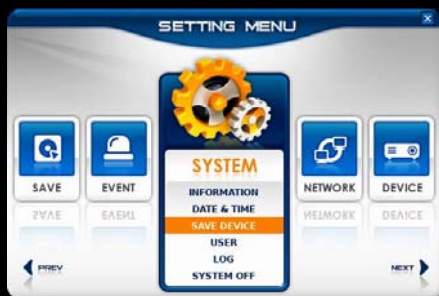 SETTING MENU
SAVE
EVENT
SYSTEM
INFORMATION
DATE & TIME
SAVE DEVICE
USER
LOG
SYSTEM OFF
NETWORK
DEVICE
PREV
NEXT